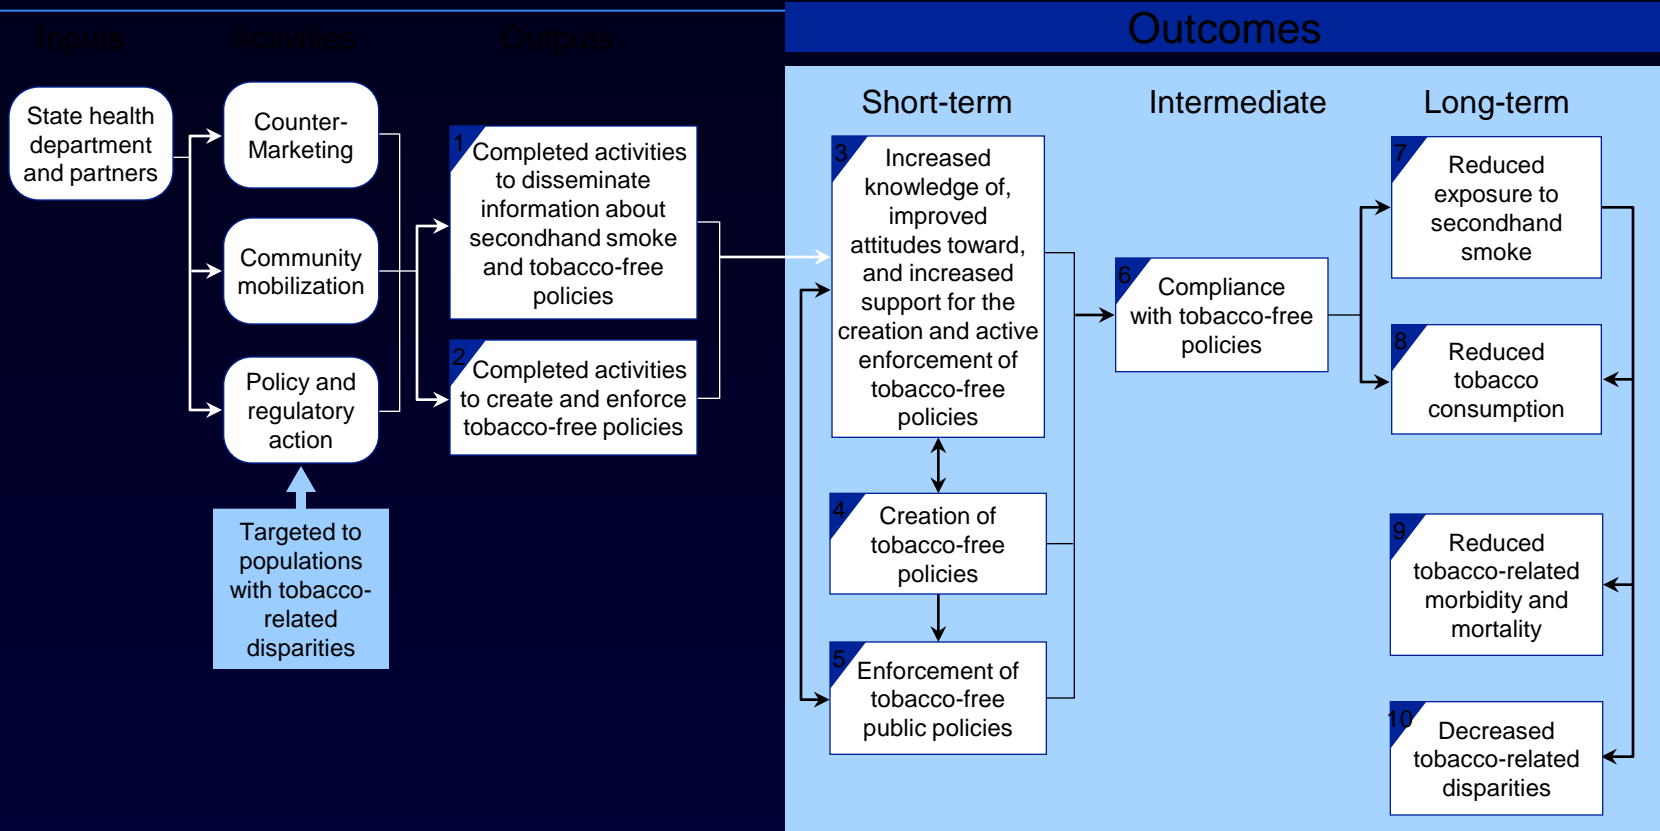 Inputs
Activities
Outputs
Outcomes
Short-term
Intermediate
Long-term
State health
department
and partners
Counter-
Marketing
Community
mobilization
Policy and
regulatory
action
Targeted to
populations
with tobacco-
related
disparities
1
Completed activities
to disseminate
information about
secondhand smoke
and tobacco-free
policies
2
Completed activities
to create and enforce
tobacco-free policies
3
Increased
knowledge of,
improved
attitudes toward,
and increased
support for the
creation and active
enforcement of
tobacco-free
policies
4
Creation of
tobacco-free
policies
5
Enforcement of
tobacco-free
public policies
6
Compliance
with tobacco-free
policies
7
Reduced
exposure to
secondhand
smoke
8
Reduced
tobacco
consumption
9
Reduced
tobacco-related
morbidity and
mortality
10
Decreased
tobacco-related
disparities